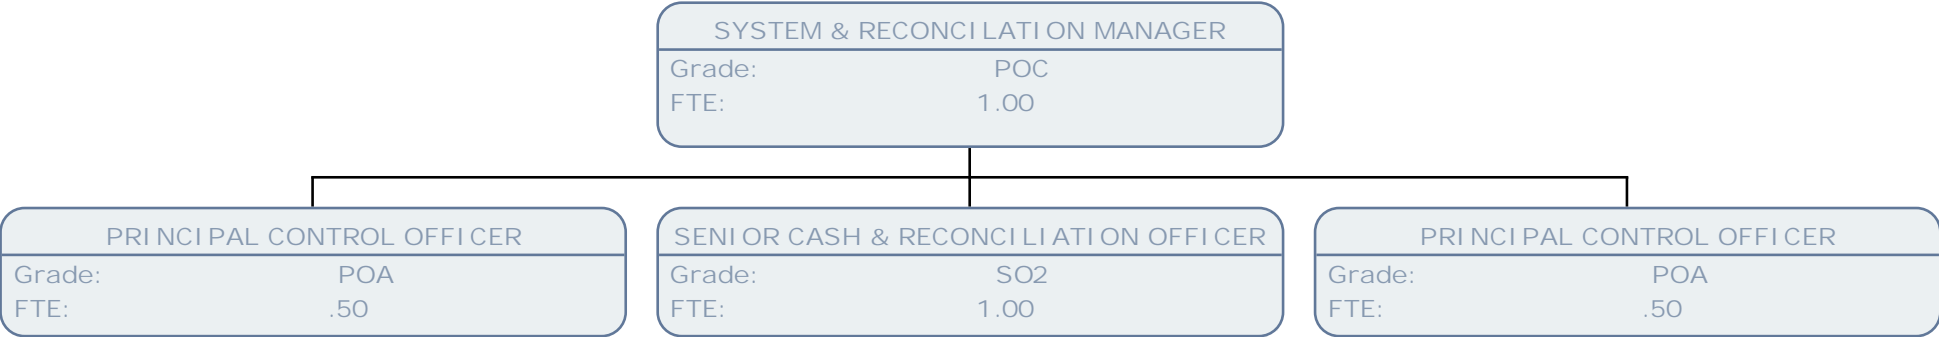 SYSTEM & RECONCILATION MANAGER
Grade: POC
FTE: 1.00
PRINCIPAL CONTROL OFFICER
Grade: POA
FTE: .50
SENIOR CASH & RECONCILIATION OFFICER
Grade: SO2
FTE: 1.00
PRINCIPAL CONTROL OFFICER
Grade: POA
FTE: .50